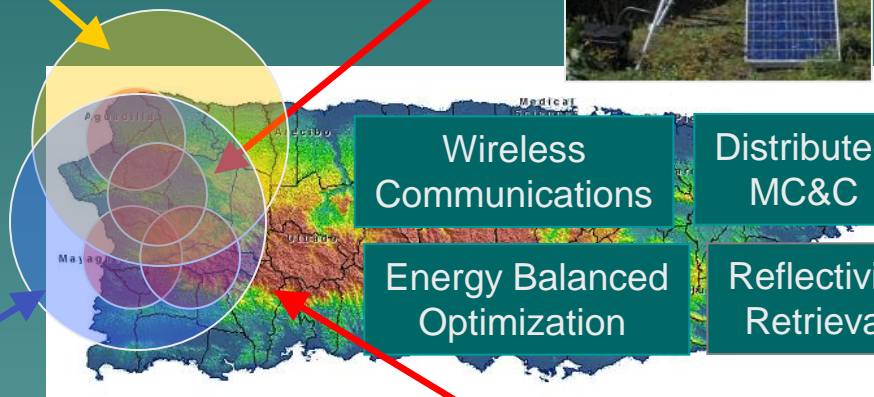 Medical
Aguadilla
Arecibo
Wireless
Communications
Distribute
MC&C
Utuado
Mayag
Energy Balanced
Optimization
Reflectivi
Retrieva